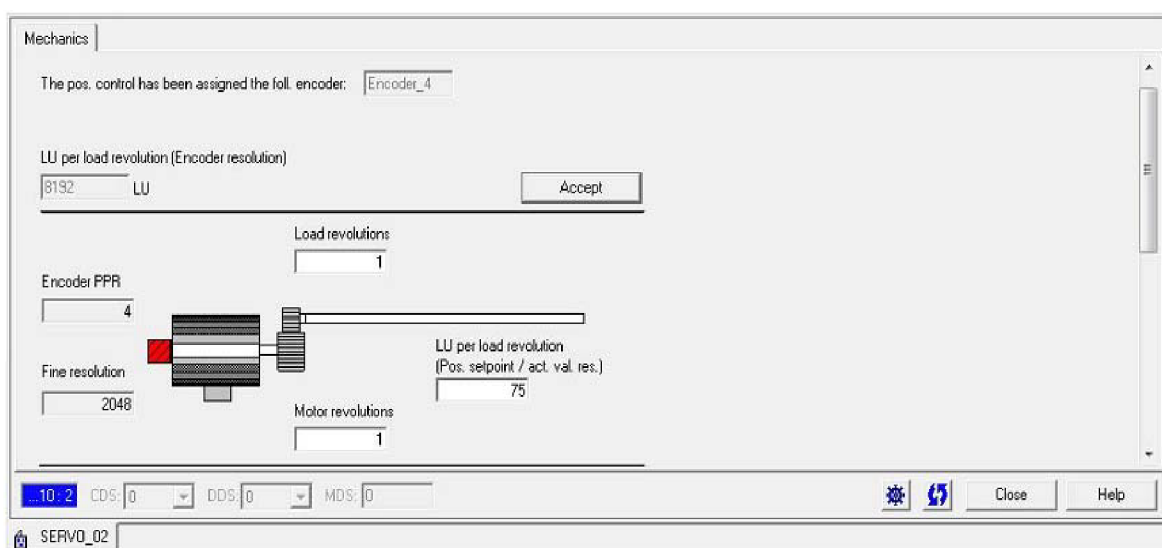 Mechanics
The pos. control has been assigned the foll. encoder: Encoder_4
LU per load revolution (Encoder resolution)
8192 LU Accept
Load revolutions
1
Encoder PPR
4
LU per load revolution
(Pos. setpoint / act. val. res.)
75
Fine resolution
2048
Motor revolutions
1
...10 : 2 CDS: 0 DDS: 0 MDS: 0 Close Help
SERVO_02